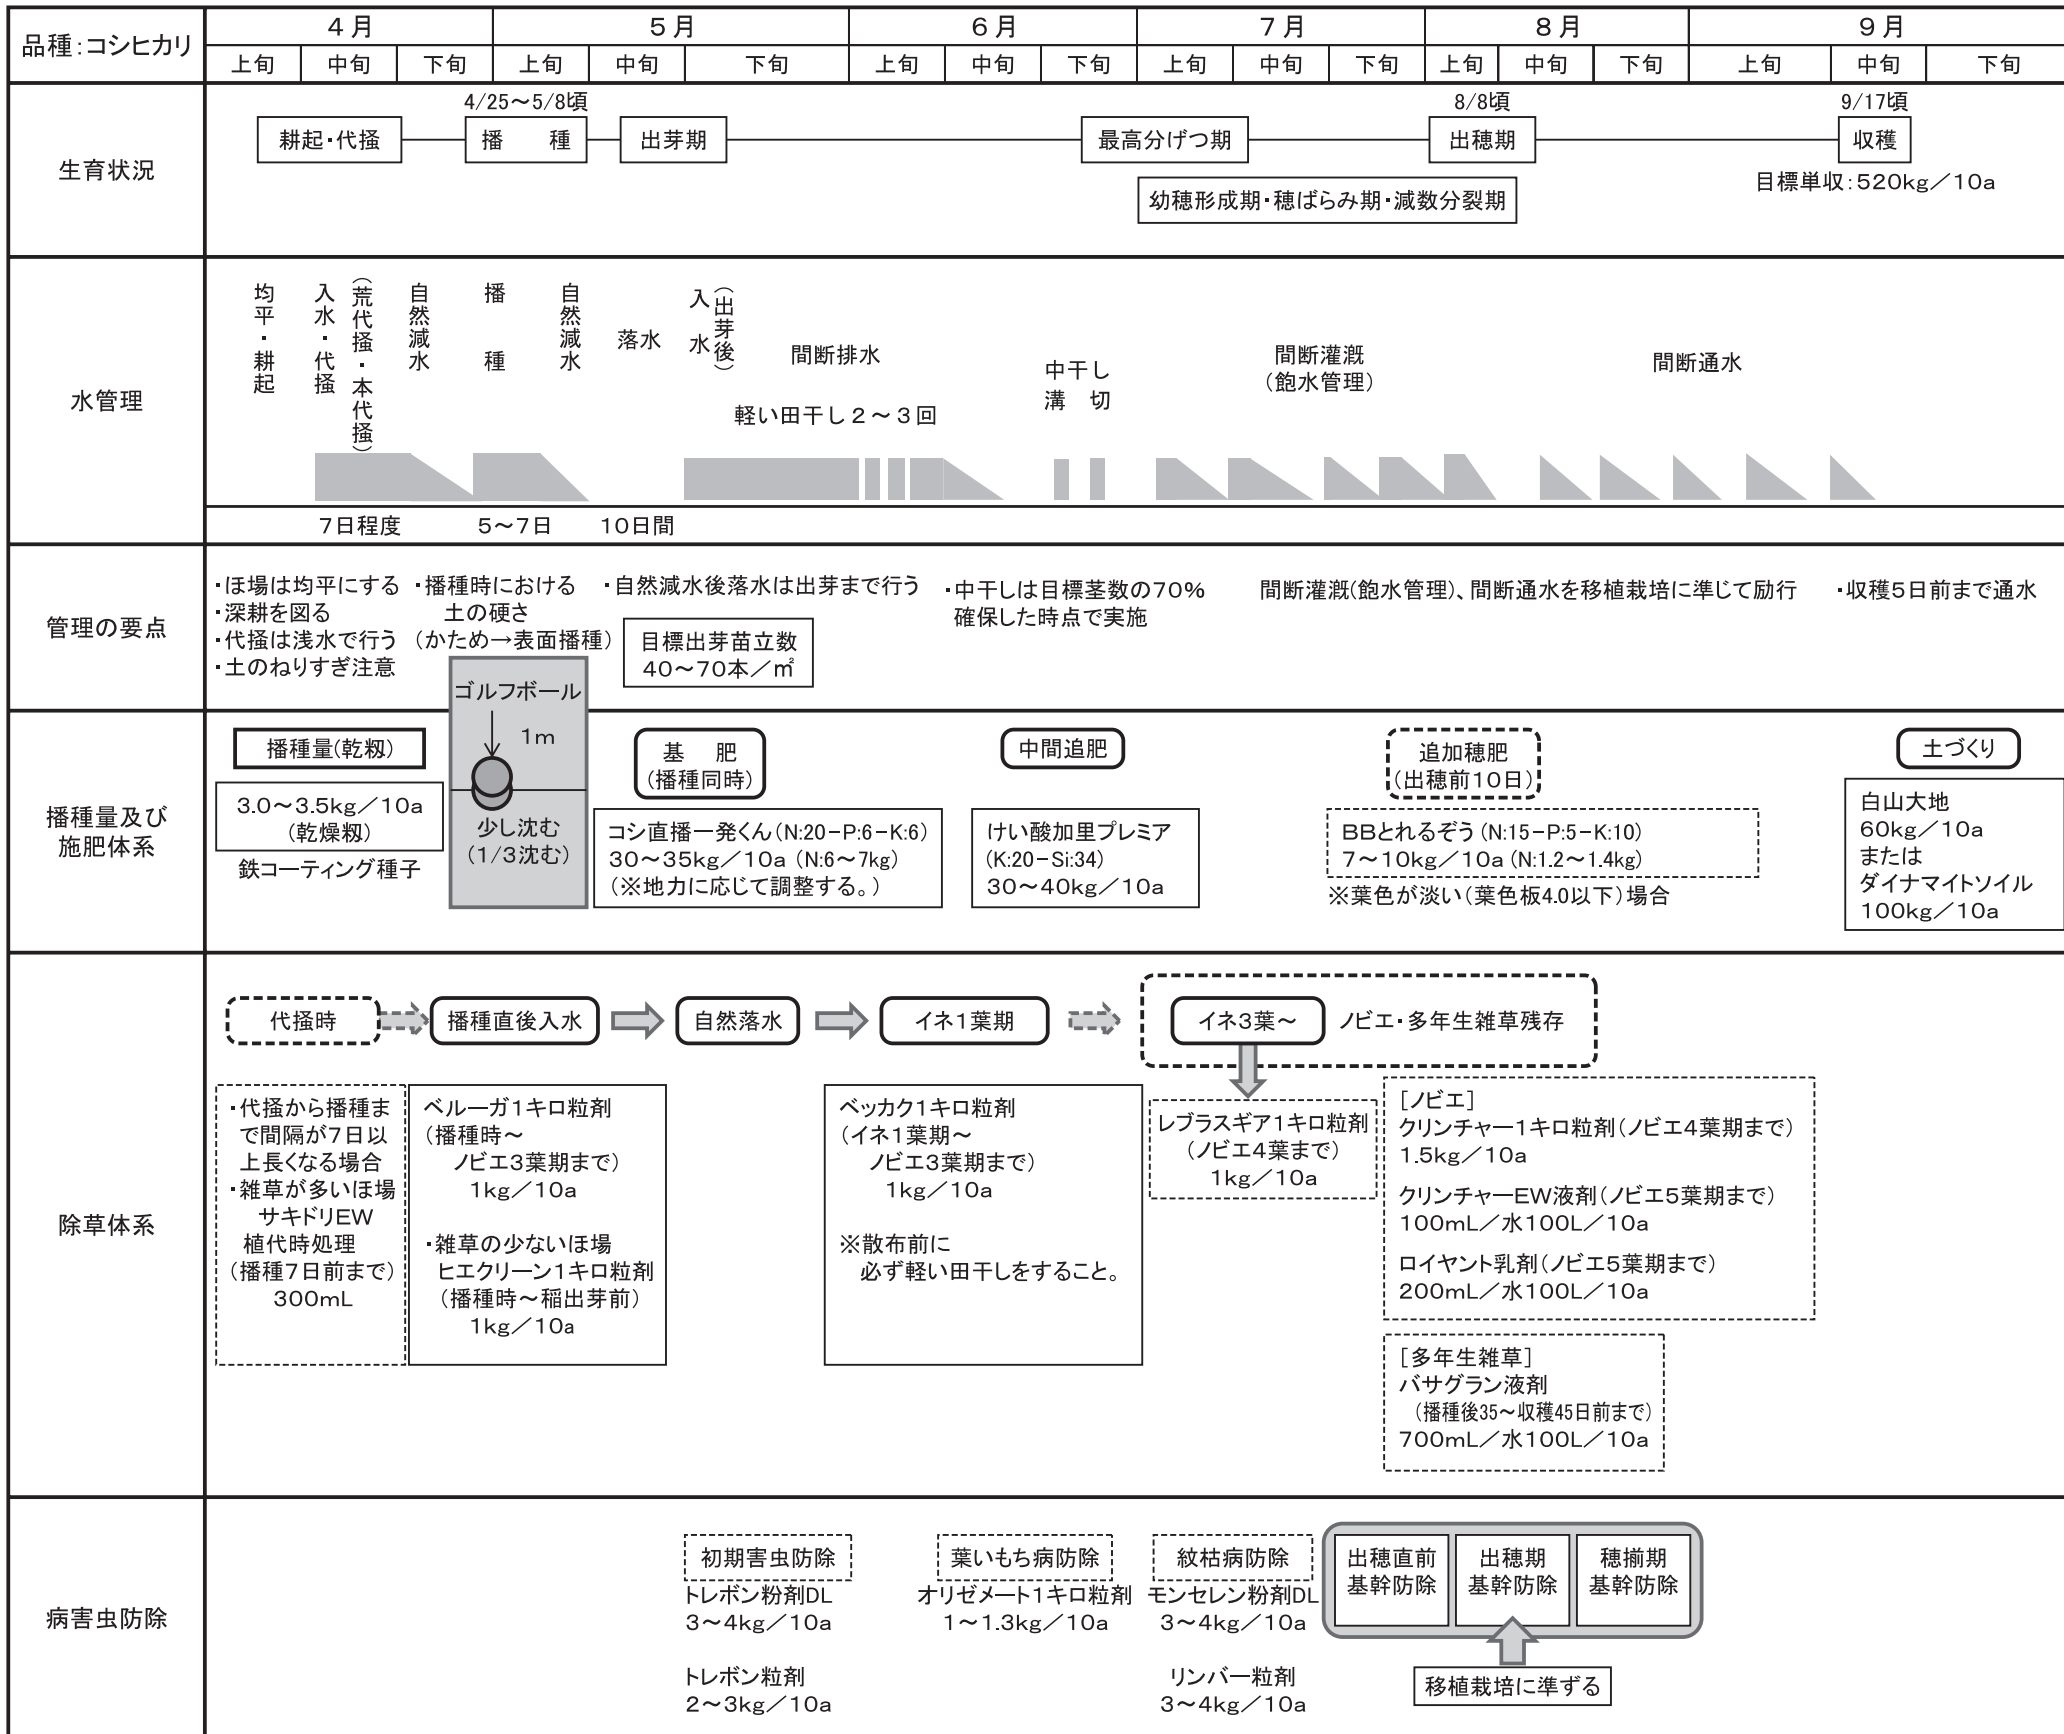 品種:コシヒカリ
4月 5月 6月 7月 8月 9月
上旬 中旬 下旬 上旬 中旬 下旬 上旬 中旬 下旬 上旬 中旬 下旬 上旬 中旬 下旬 上旬 中旬 下旬
生育状況
4/25～5/8頃
8/8頃
9/17頃
耕起・代掻
播 種
出芽期
最高分げつ期
出穂期
収穫
目標単収:520kg／10a
幼穂形成期・穂ばらみ期・減数分裂期
水管理
均平・耕起
入水・代掻
(荒代掻・本代掻)
自然減水
播 種
自然減水
落水
入 水
(出芽後)
間断排水
軽い田干し2～3回
中干し
溝 切
間断灌漑
(飽水管理)
間断通水
7日程度
5～7日
10日間
管理の要点
・ほ場は均平にする
・深耕を図る
・代掻は浅水で行う
・土のねりすぎ注意
・播種時における
土の硬さ
(かため→表面播種)
・自然減水後落水は出芽まで行う
目標出芽苗立数
40～70本／㎡
・中干しは目標茎数の70%
確保した時点で実施
間断灌漑(飽水管理)、間断通水を移植栽培に準じて励行
・収穫5日前まで通水
ゴルフボール
1m
少し沈む
(1/3沈む)
播種量及び
施肥体系
播種量(乾籾)
3.0～3.5kg／10a
(乾燥籾)
鉄コーティング種子
基 肥
(播種同時)
コシ直播一発くん(N:20-P:6-K:6)
30～35kg／10a (N:6～7kg)
(※地力に応じて調整する。)
中間追肥
けい酸加里プレミア
(K:20-Si:34)
30～40kg／10a
追加穂肥
(出穂前10日)
BBとれるぞう(N:15-P:5-K:10)
7～10kg／10a (N:1.2～1.4kg)
※葉色が淡い(葉色板4.0以下)場合
土づくり
白山大地
60kg／10a
または
ダイナマイトソイル
100kg／10a
除草体系
代掻時
播種直後入水
自然落水
イネ1葉期
イネ3葉～
ノビエ・多年生雑草残存
・代掻から播種ま
で間隔が7日以
上長くなる場合
・雑草が多いほ場
サキドリEW
植代時処理
(播種7日前まで)
300mL
ベルーガ1キロ粒剤
(播種時～
ノビエ3葉期まで)
1kg／10a
・雑草の少ないほ場
ヒエクリーン1キロ粒剤
(播種時～稲出芽前)
1kg／10a
ベッカク1キロ粒剤
(イネ1葉期～
ノビエ3葉期まで)
1kg／10a
※散布前に
必ず軽い田干しをすること。
レブラスギア1キロ粒剤
(ノビエ4葉まで)
1kg／10a
[ノビエ]
クリンチャー1キロ粒剤(ノビエ4葉期まで)
1.5kg／10a
クリンチャーEW液剤(ノビエ5葉期まで)
100mL／水100L／10a
ロイヤント乳剤(ノビエ5葉期まで)
200mL／水100L／10a
[多年生雑草]
バサグラン液剤
(播種後35～収穫45日前まで)
700mL／水100L／10a
病害虫防除
初期害虫防除
トレボン粉剤DL
3～4kg／10a
トレボン粒剤
2～3kg／10a
葉いもち病防除
オリゼメート1キロ粒剤
1～1.3kg／10a
紋枯病防除
モンセレン粉剤DL
3～4kg／10a
リンバー粒剤
3～4kg／10a
出穂直前
基幹防除
出穂期
基幹防除
穂揃期
基幹防除
移植栽培に準ずる